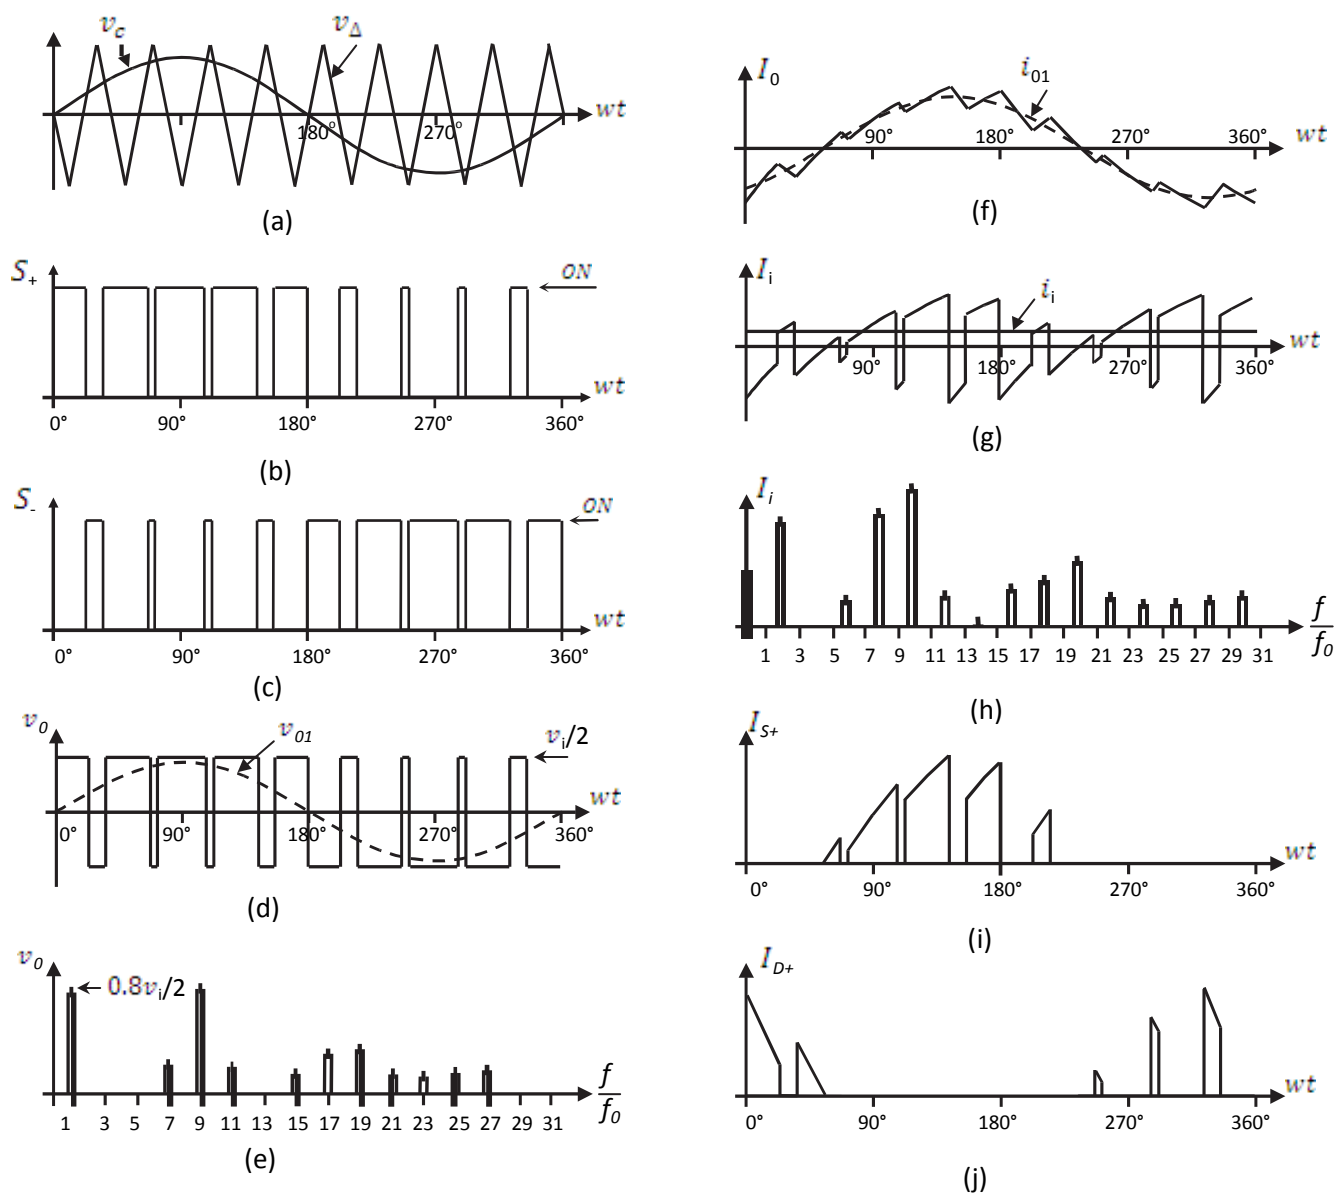 v_c v_Δ
wt
180° 270°
(a)
S_+ ON
wt
0° 90° 180° 270° 360°
(b)
S_- ON
wt
0° 90° 180° 270° 360°
(c)
v_0 v_01 v_i/2
wt
0° 90° 180° 270° 360°
(d)
v_0 0.8v_i/2
f/f_0
1 3 5 7 9 11 13 15 17 19 21 23 25 27 29 31
(e)
I_0 i_01
90° 180° 270° 360° wt
(f)
I_i i_i
wt
90° 180° 270° 360°
(g)
I_i
f/f_0
1 3 5 7 9 11 13 15 17 19 21 23 25 27 29 31
(h)
I_S+
wt
0° 90° 180° 270° 360°
(i)
I_D+
wt
0° 90° 180° 270° 360°
(j)